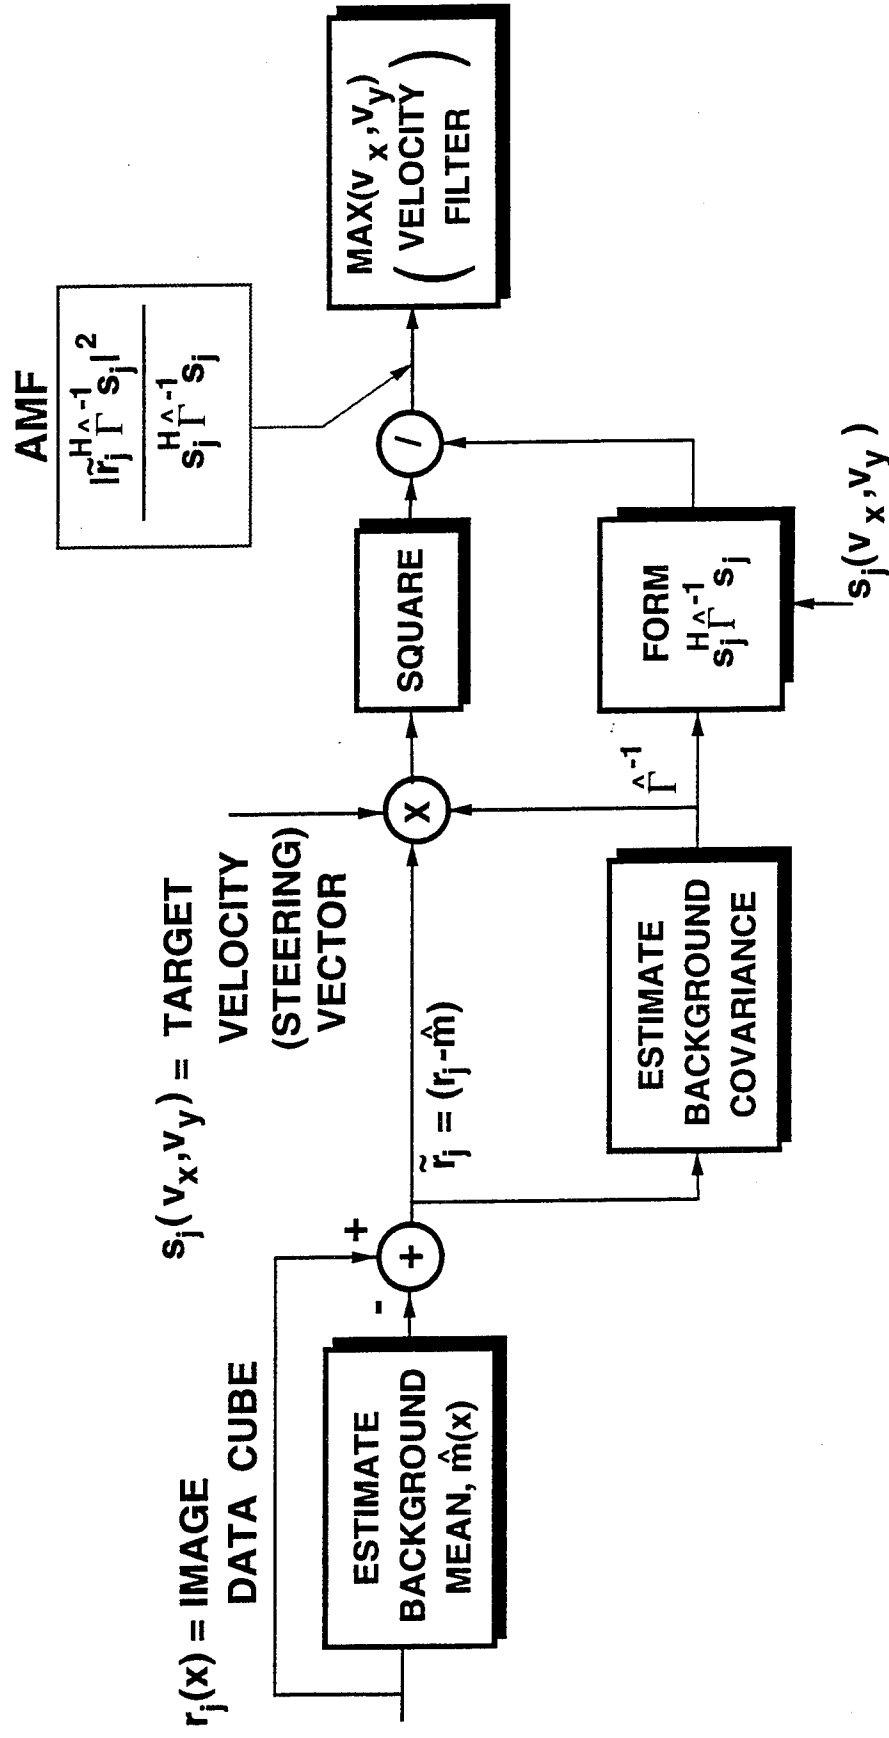 r_j(x) = IMAGE
DATA CUBE
ESTIMATE
BACKGROUND
MEAN, m̂(x)
-
+
+
r̃_j = (r_j-m̂)
s_j(v_x,v_y) = TARGET
VELOCITY
(STEERING)
VECTOR
X
ESTIMATE
BACKGROUND
COVARIANCE
Γ̂^-1
SQUARE
FORM
s_j^H Γ̂^-1 s_j
s_j(v_x,v_y)
/
AMF
|r̃_j^H Γ̂^-1 s_j|^2
s_j^H Γ̂^-1 s_j
MAX(v_x,v_y)
(VELOCITY
FILTER)